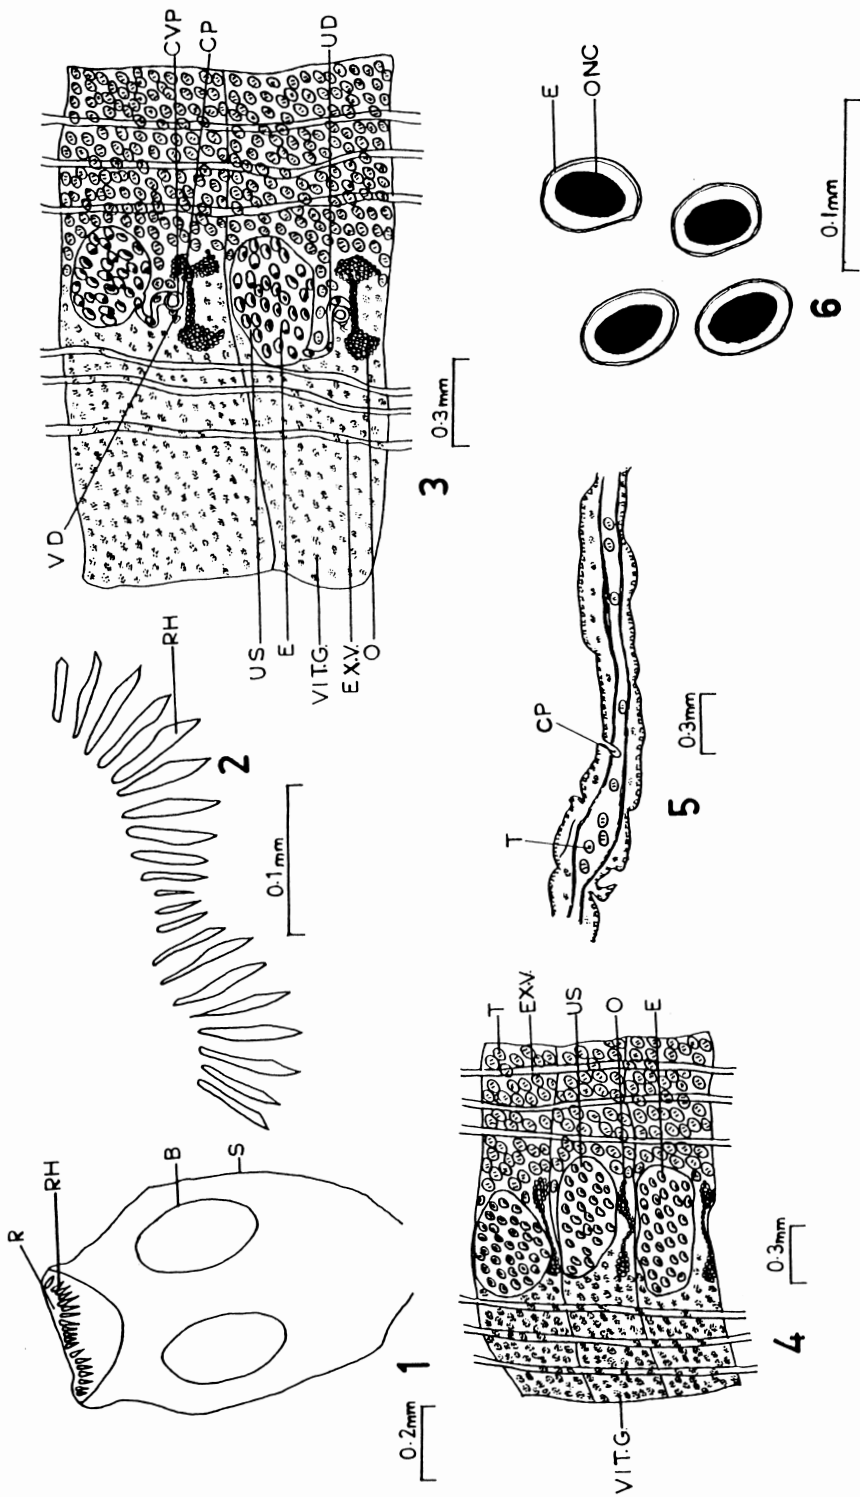 R
RH
B
S
0·2mm
1
RH
0·1mm
2
VD
CVP
CP
UD
US
E
VIT.G.
EX.V.
O
0·3mm
3
T
EX.V.
US
O
E
VIT.G.
0·3mm
4
T
CP
0·3mm
5
E
ONC
0·1mm
6